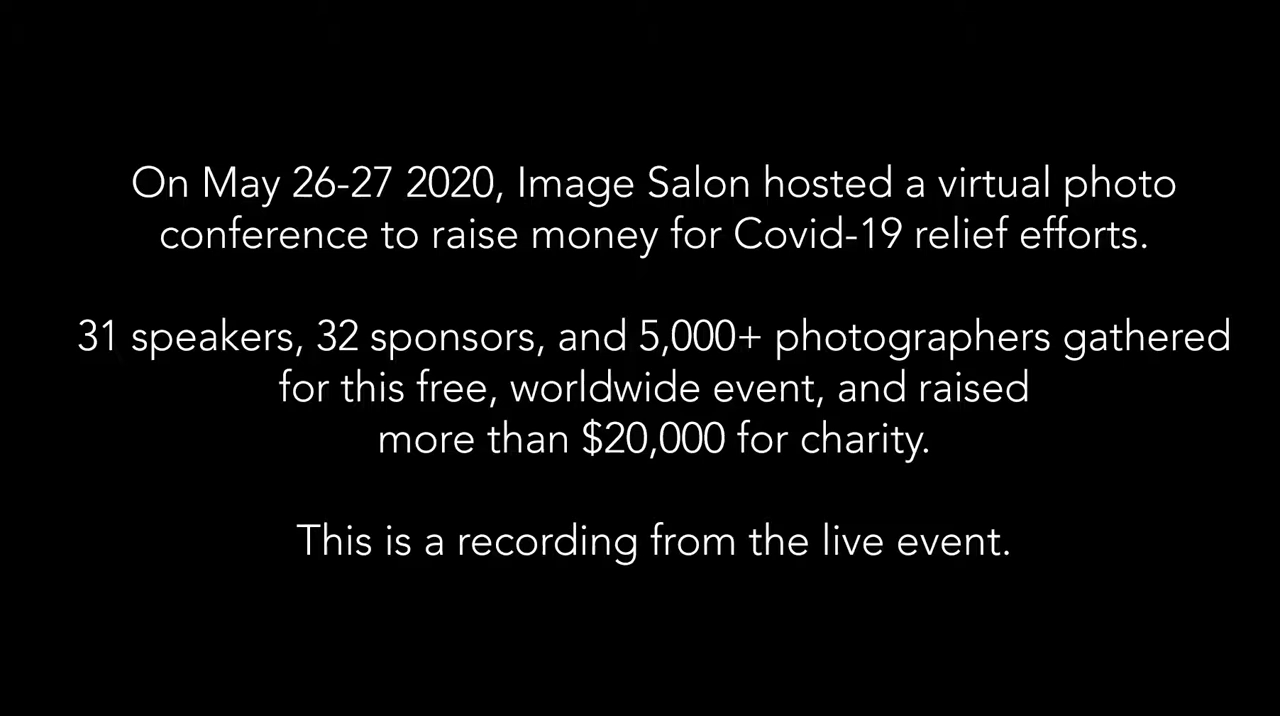 On May 26-27 2020, Image Salon hosted a virtual photo
conference to raise money for Covid-19 relief efforts.
31 speakers, 32 sponsors, and 5,000+ photographers gathered
for this free, worldwide event, and raised
more than $20,000 for charity.
This is a recording from the live event.